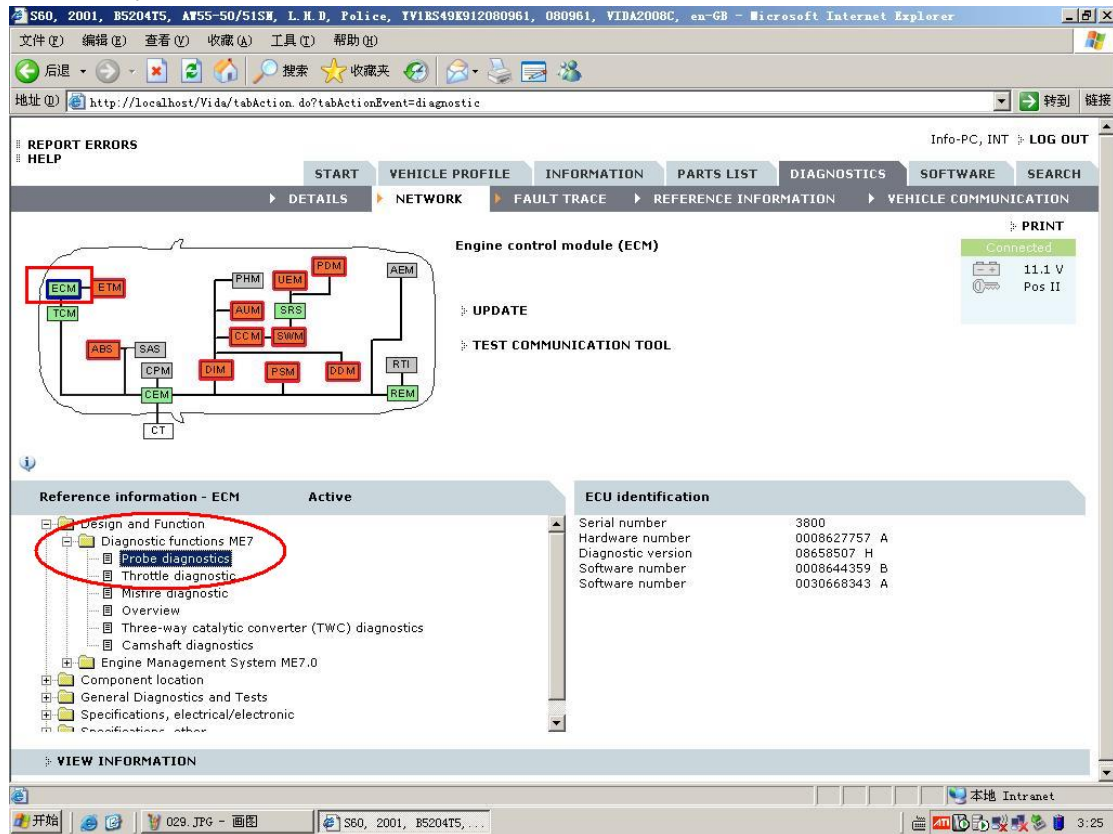 S60, 2001, B5204T5, AW55-50/51SN, L.H.D, Police, YV1RS49K912080961, 080961, VIDA2008C, en-GB - Microsoft Internet Explorer
文件(F) 编辑(E) 查看(V) 收藏(A) 工具(T) 帮助(H)
后退 搜索 收藏夹
地址(D) http://localhost/Vida/tabAction.do?tabActionEvent=diagnostic 转到 链接
REPORT ERRORS
HELP
Info-PC, INT LOG OUT
START VEHICLE PROFILE INFORMATION PARTS LIST DIAGNOSTICS SOFTWARE SEARCH
DETAILS NETWORK FAULT TRACE REFERENCE INFORMATION VEHICLE COMMUNICATION
PRINT
Engine control module (ECM)
Connected
11.1 V
Pos II
UPDATE
TEST COMMUNICATION TOOL
PHM UEM PDM AEM
ECM ETM
TCM AUM SRS
CCM SWM
ABS SAS
CPM DIM PSM DDM RTI
CEM REM
CT
Reference information - ECM Active
Design and Function
Diagnostic functions ME7
Probe diagnostics
Throttle diagnostic
Misfire diagnostic
Overview
Three-way catalytic converter (TWC) diagnostics
Camshaft diagnostics
Engine Management System ME7.0
Component location
General Diagnostics and Tests
Specifications, electrical/electronic
Specifications, other
ECU identification
Serial number 3800
Hardware number 0008627757 A
Diagnostic version 08658507 H
Software number 0008644359 B
Software number 0030668343 A
VIEW INFORMATION
本地 Intranet
开始 029.JPG - 画图 S60, 2001, B5204T5,... 3:25